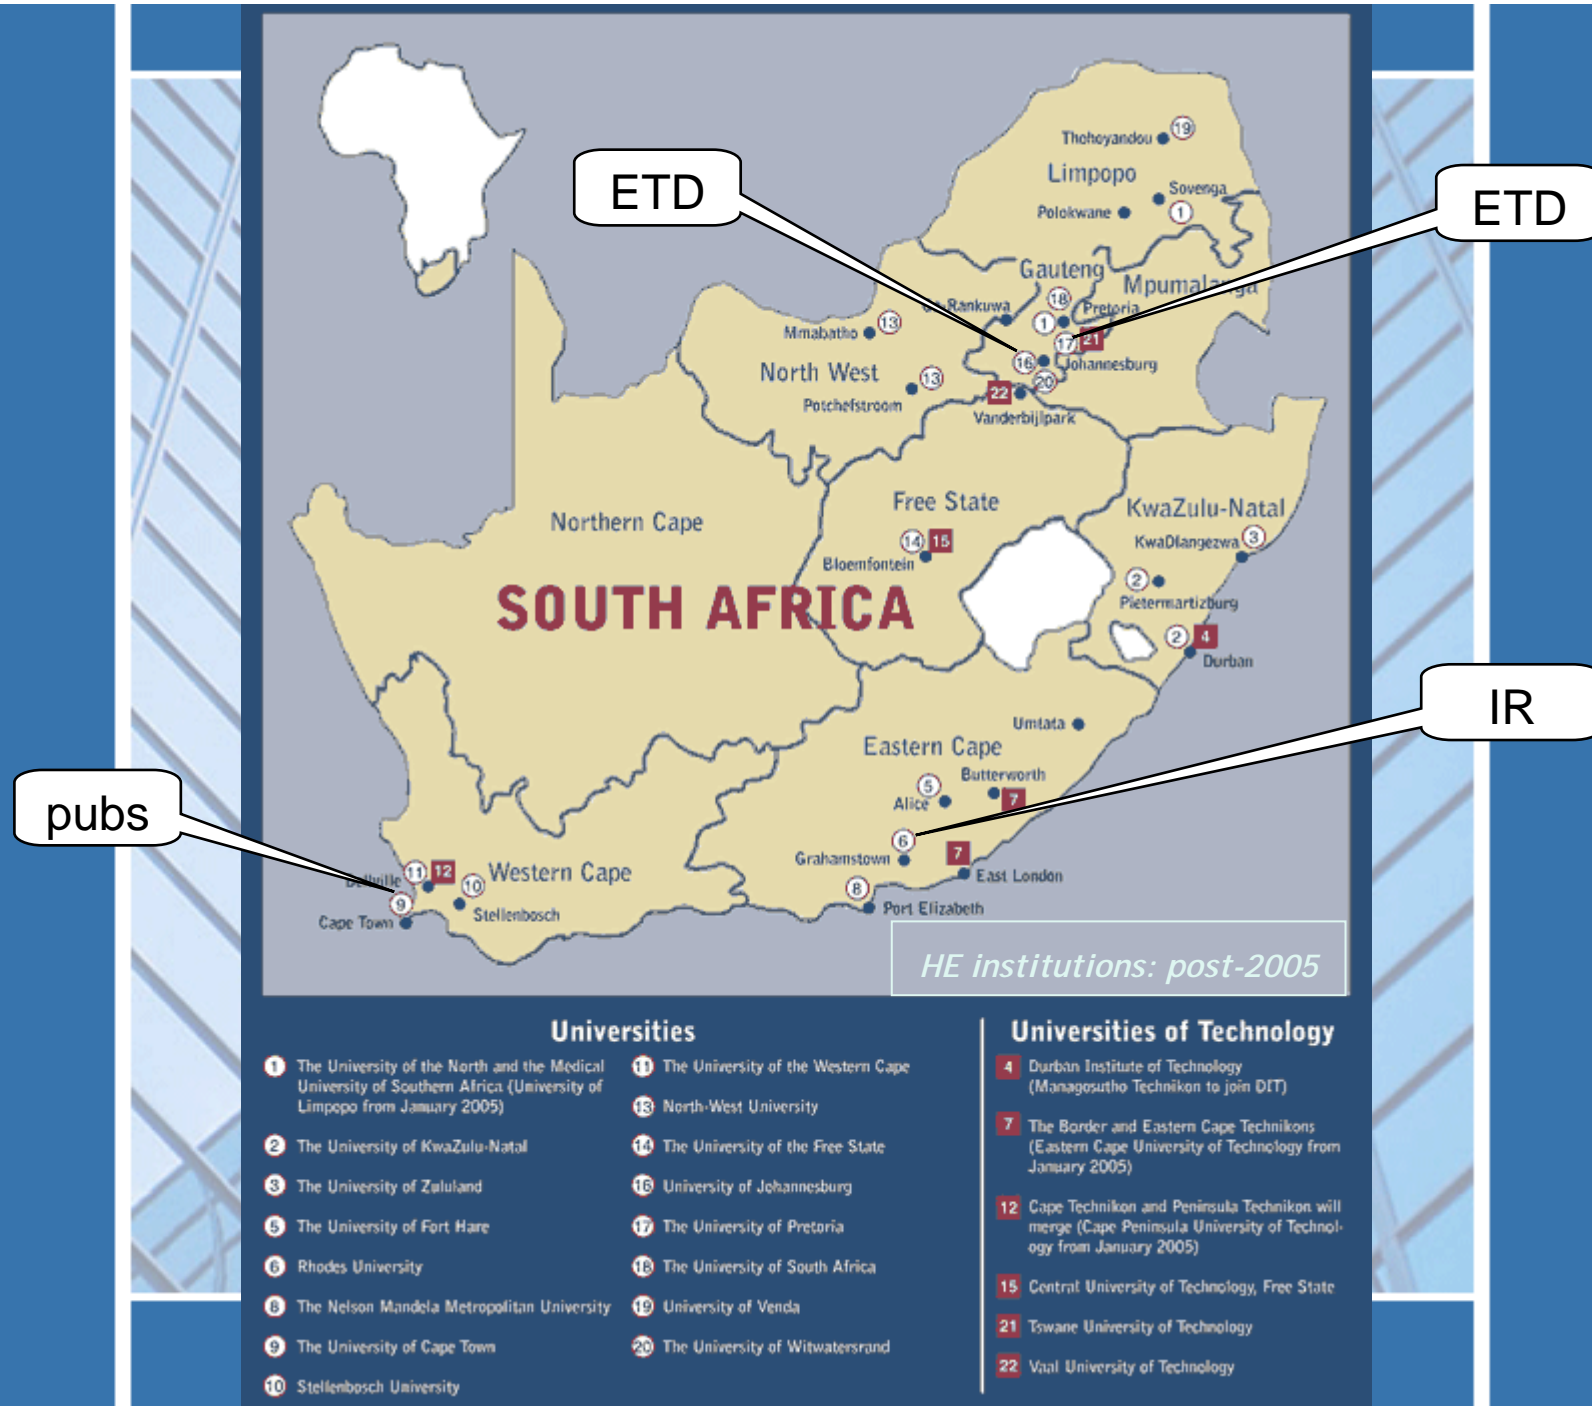 Thohoyandou
19
Limpopo
ETD
Sovenga
ETD
Polokwane
1
Gauteng
Mpumalanga
18
Ga-Rankuwa
Pretoria
Mmabatho
13
1
17
21
16
Johannesburg
North West
13
20
22
Potchefstroom
Vanderbijlpark
Free State
Northern Cape
KwaZulu-Natal
14
15
KwaDlangezwa
3
Bloemfontein
2
SOUTH AFRICA
Pietermartizburg
2
4
Durban
IR
Umtata
Eastern Cape
Butterworth
5
Alice
7
pubs
6
Grahamstown
7
11
12
Western Cape
Bellville
10
East London
8
9
Stellenbosch
Port Elizabeth
Cape Town
HE institutions: post-2005
Universities
1 The University of the North and the Medical
University of Southern Africa (University of
Limpopo from January 2005)
2 The University of KwaZulu-Natal
3 The University of Zululand
5 The University of Fort Hare
6 Rhodes University
8 The Nelson Mandela Metropolitan University
9 The University of Cape Town
10 Stellenbosch University
11 The University of the Western Cape
13 North-West University
14 The University of the Free State
16 University of Johannesburg
17 The University of Pretoria
18 The University of South Africa
19 University of Venda
20 The University of Witwatersrand
Universities of Technology
4 Durban Institute of Technology
(Managosutho Technikon to join DIT)
7 The Border and Eastern Cape Technikons
(Eastern Cape University of Technology from
January 2005)
12 Cape Technikon and Peninsula Technikon will
merge (Cape Peninsula University of Technol-
ogy from January 2005)
15 Central University of Technology, Free State
21 Tswane University of Technology
22 Vaal University of Technology